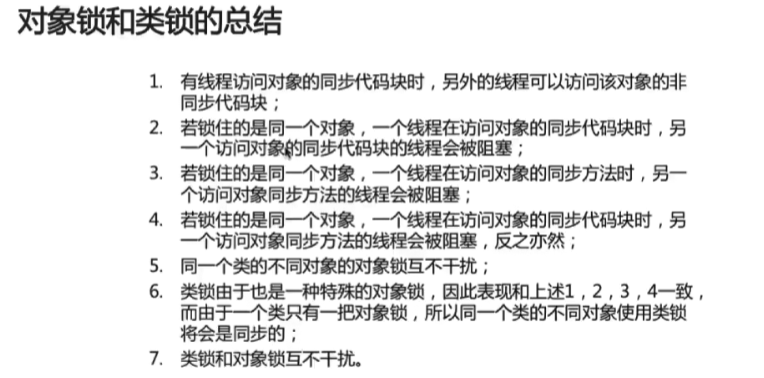 对象锁和类锁的总结
1. 有线程访问对象的同步代码块时，另外的线程可以访问该对象的非
同步代码块；
2. 若锁住的是同一个对象，一个线程在访问对象的同步代码块时，另
一个访问对象的同步代码块的线程会被阻塞；
3. 若锁住的是同一个对象，一个线程在访问对象的同步方法时，另一
个访问对象同步方法的线程会被阻塞；
4. 若锁住的是同一个对象，一个线程在访问对象的同步代码块时，另
一个访问对象同步方法的线程会被阻塞，反之亦然；
5. 同一个类的不同对象的对象锁互不干扰；
6. 类锁由于也是一种特殊的对象锁，因此表现和上述1，2，3，4一致，
而由于一个类只有一把对象锁，所以同一个类的不同对象使用类锁
将会是同步的；
7. 类锁和对象锁互不干扰。